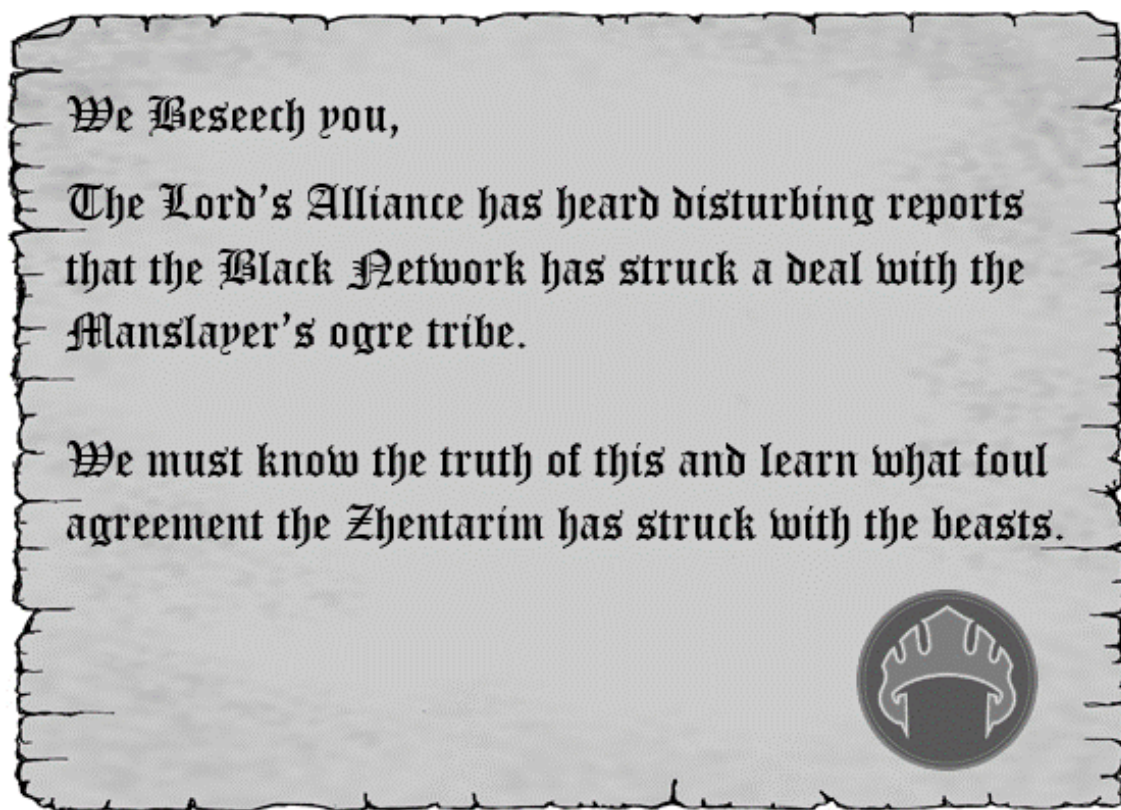 We Beseech you,
The Lord's Alliance has heard disturbing reports
that the Black Network has struck a deal with the
Manslayer's ogre tribe.
We must know the truth of this and learn what foul
agreement the Zhentarim has struck with the beasts.